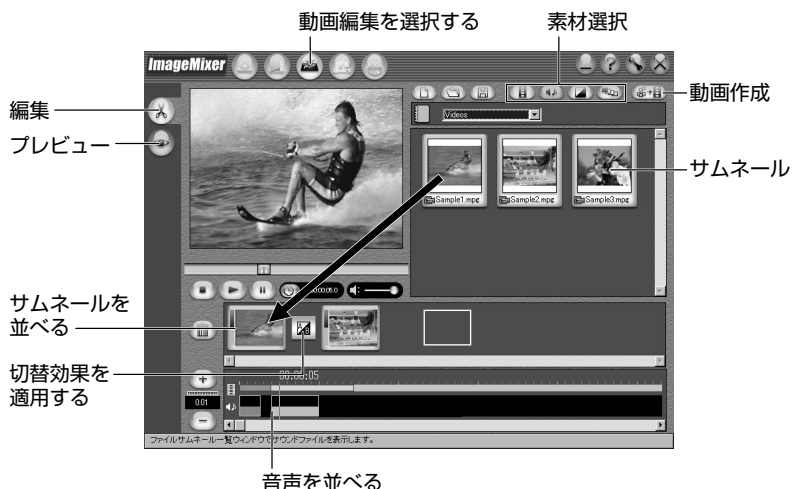 動画編集を選択する
素材選択
ImageMixer
編集
動画作成
プレビュー
Videos
サムネール
Sample1.mpg
Sample2.mpg
Sample3.mpg
サムネールを
並べる
切替効果を
適用する
00:00:05
0:01
ファイルサムネール一覧ウィンドウでサウンドファイルを表示します。
音声を並べる